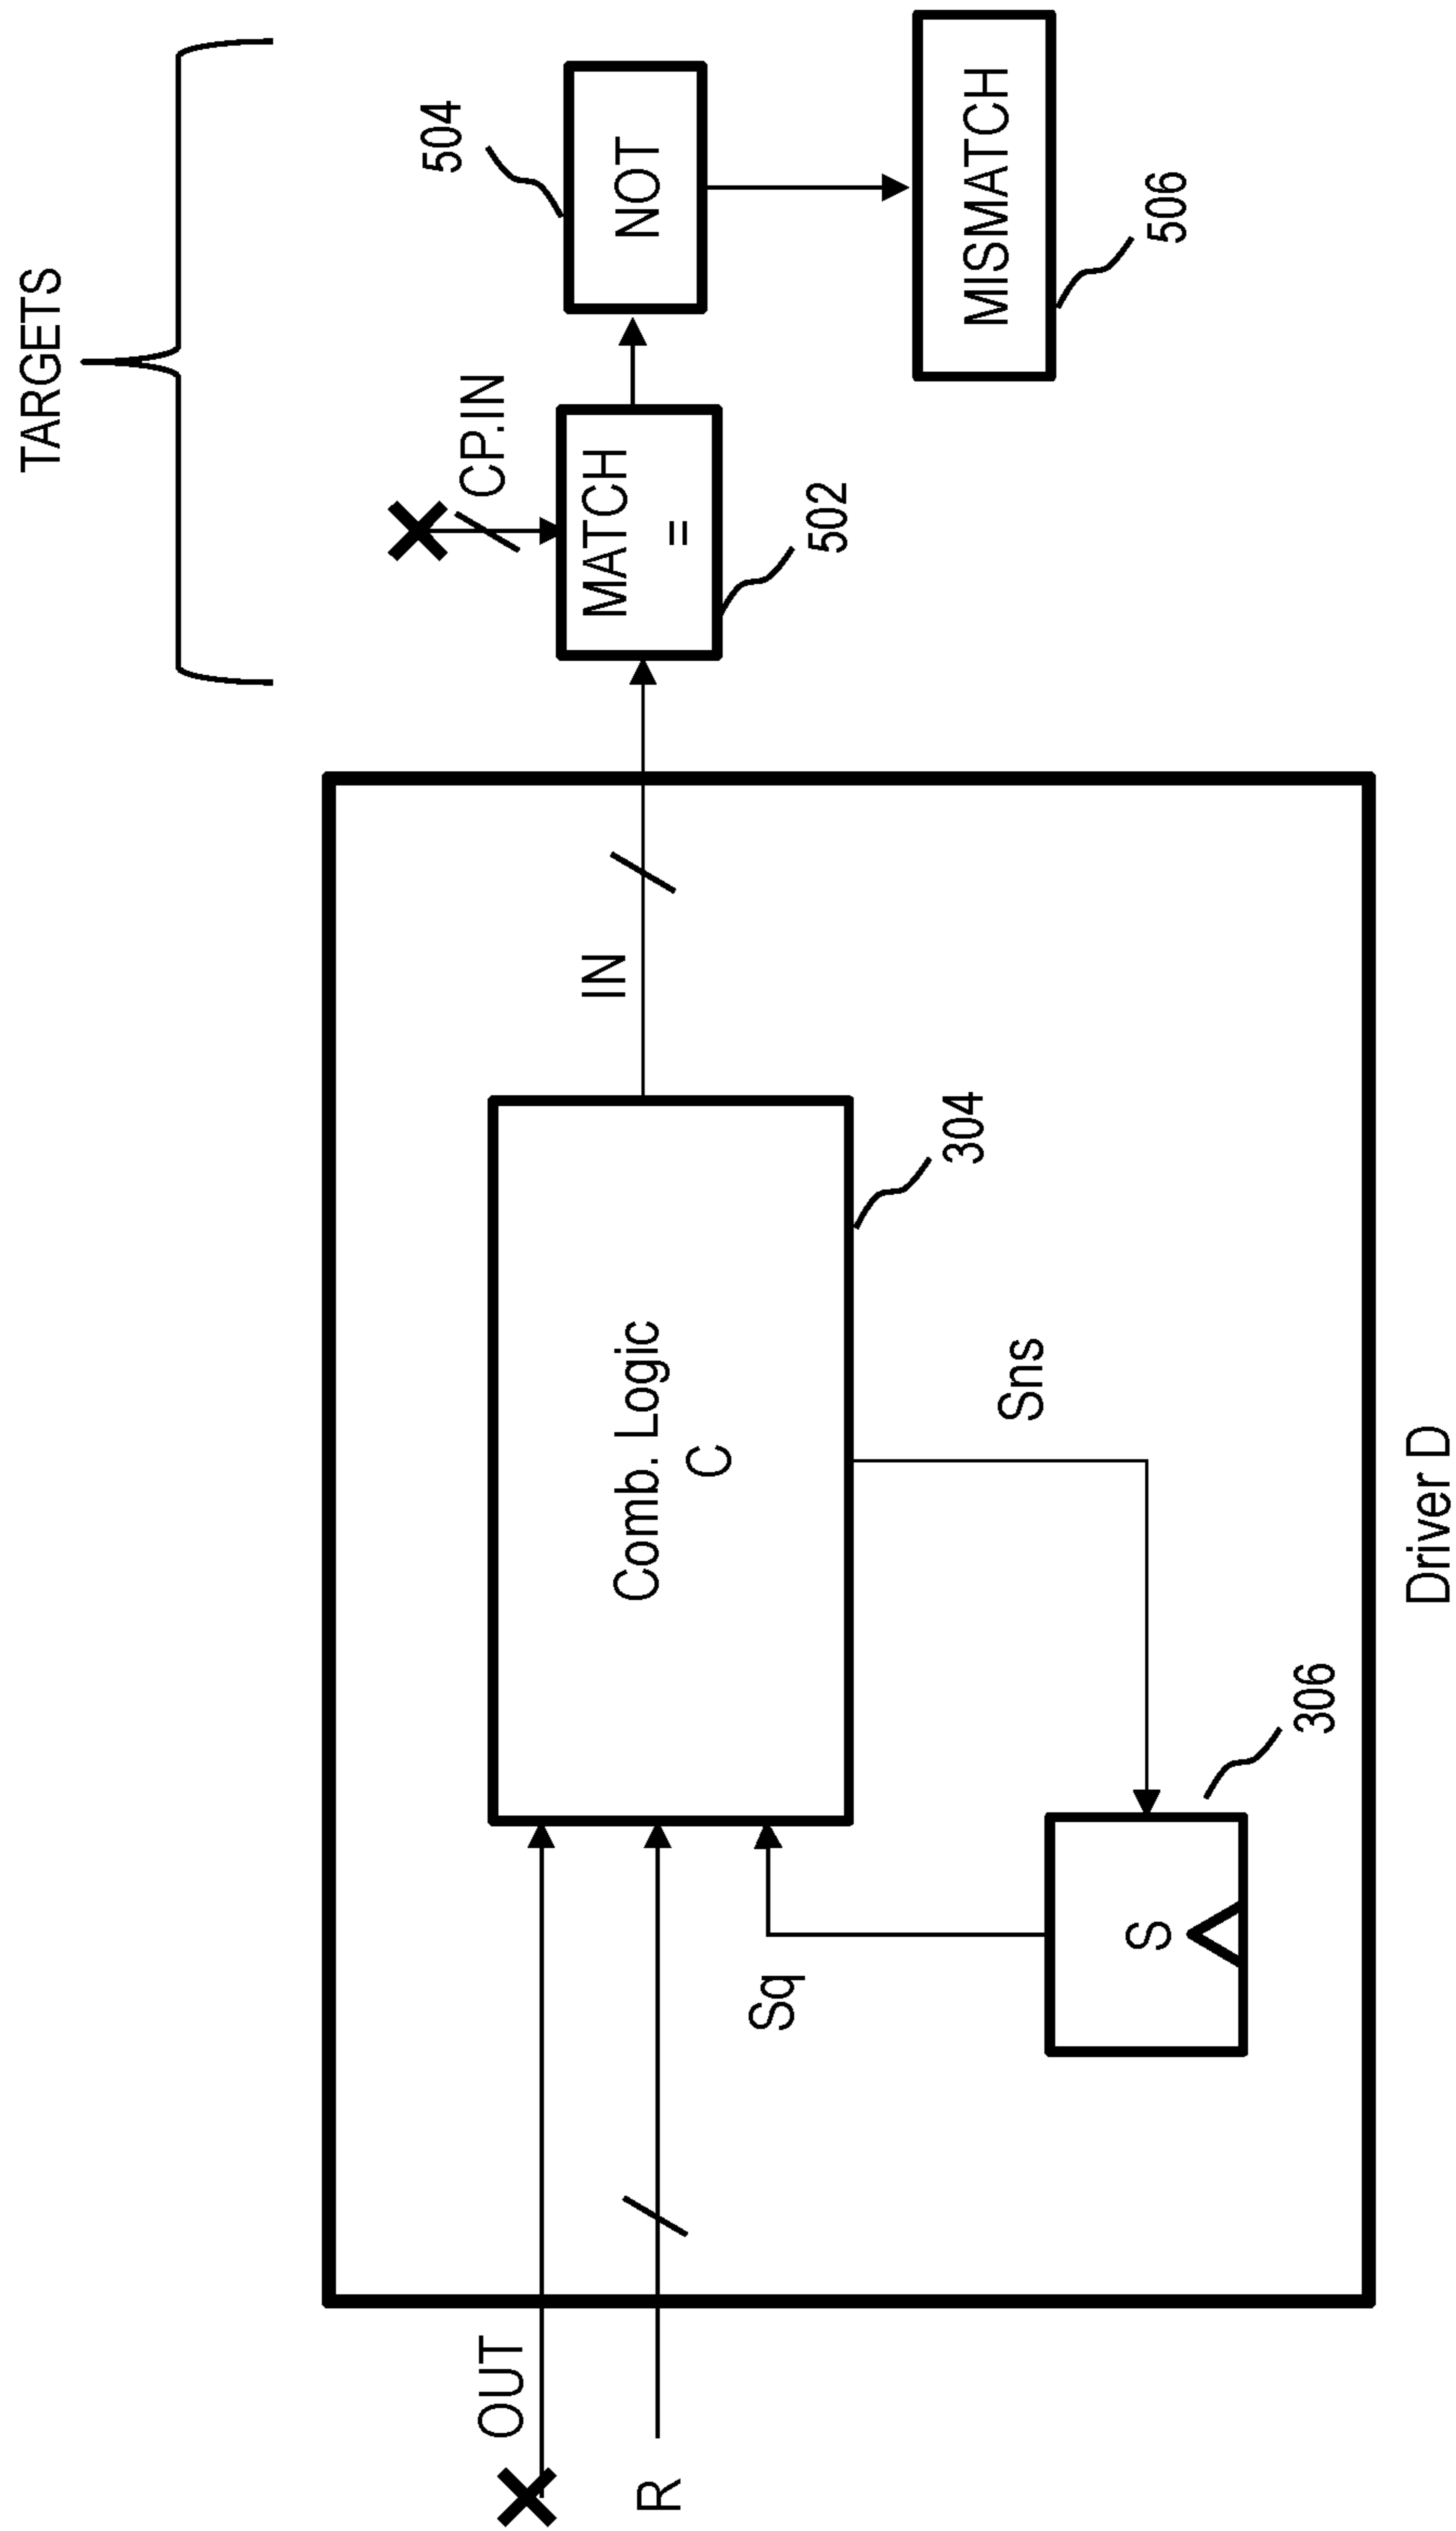 TARGETS
504
NOT
CP.IN
MATCH
=
502
MISMATCH
506
IN
Comb. Logic
C
304
Sns
OUT
R
Sq
S
306
Driver D